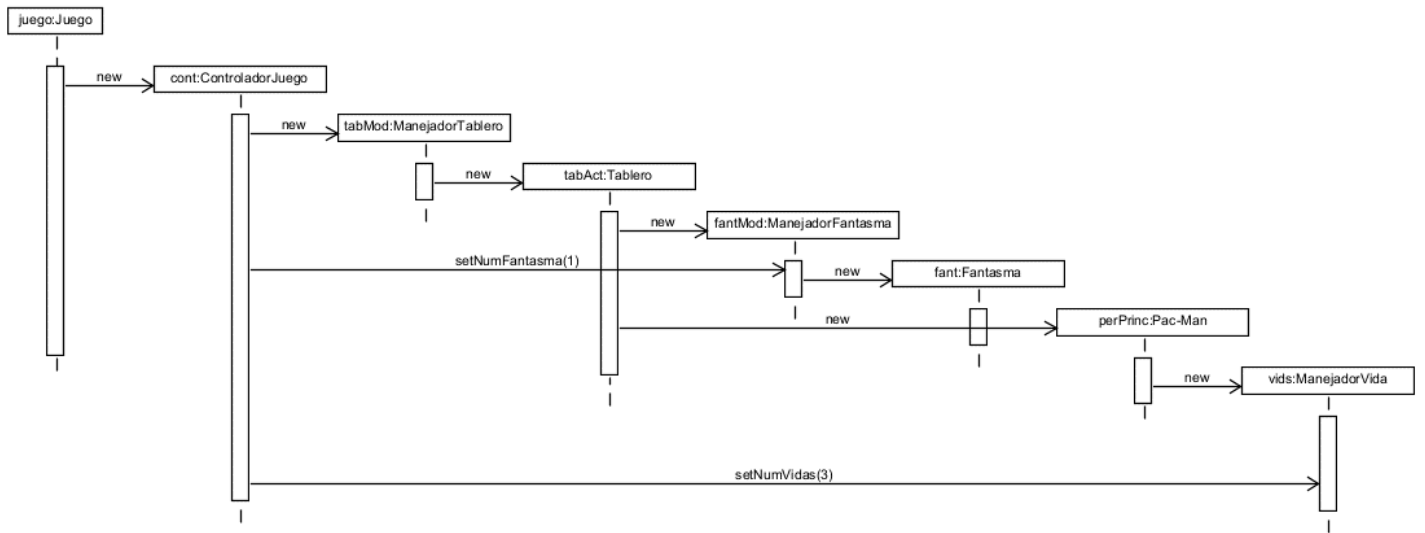 juego:Juego
new
cont:ControladorJuego
new
tabMod:ManejadorTablero
new
tabAct:Tablero
new
fantMod:ManejadorFantasma
setNumFantasma(1)
new
fant:Fantasma
new
perPrinc:Pac-Man
new
vids:ManejadorVida
setNumVidas(3)